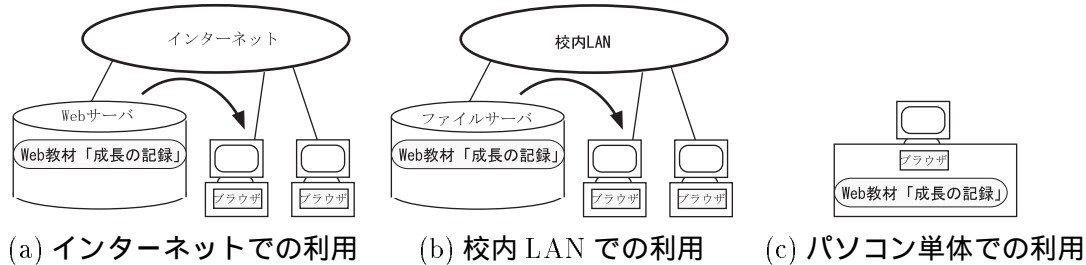 インターネット
Webサーバ
Web教材「成長の記録」
ブラウザ
ブラウザ
(a) インターネットでの利用
校内LAN
ファイルサーバ
Web教材「成長の記録」
ブラウザ
ブラウザ
(b) 校内 LAN での利用
ブラウザ
Web教材「成長の記録」
(c) パソコン単体での利用